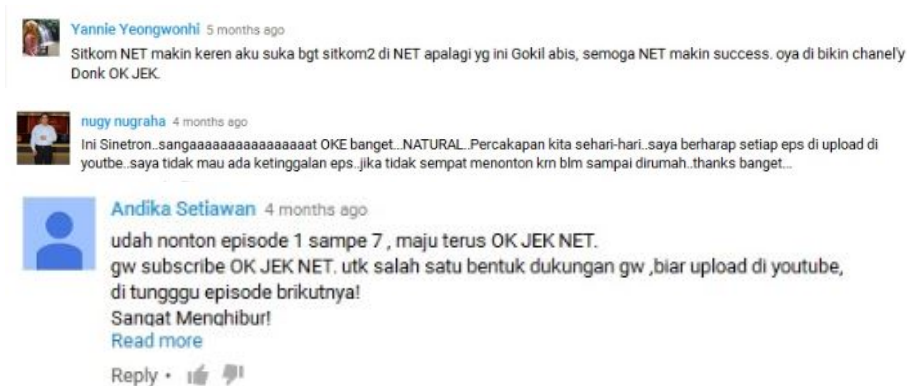 Yannie Yeongwonhi 5 months ago
Sitkom NET makin keren aku suka bgt sitkom2 di NET apalagi yg ini Gokil abis, semoga NET makin success. oya di bikin chanel'y
Donk OK JEK.
nugy nugraha 4 months ago
Ini Sinetron..sangaaaaaaaaaaaaaaaaat OKE banget...NATURAL..Percakapan kita sehari-hari..saya berharap setiap eps di upload di
youtbe..saya tidak mau ada ketinggalan eps..jika tidak sempat menonton krn blm sampai dirumah..thanks banget...
Andika Setiawan 4 months ago
udah nonton episode 1 sampe 7 , maju terus OK JEK NET.
gw subscribe OK JEK NET. utk salah satu bentuk dukungan gw ,biar upload di youtube,
di tungggu episode brikutnya!
Sangat Menghibur!
Read more
Reply •